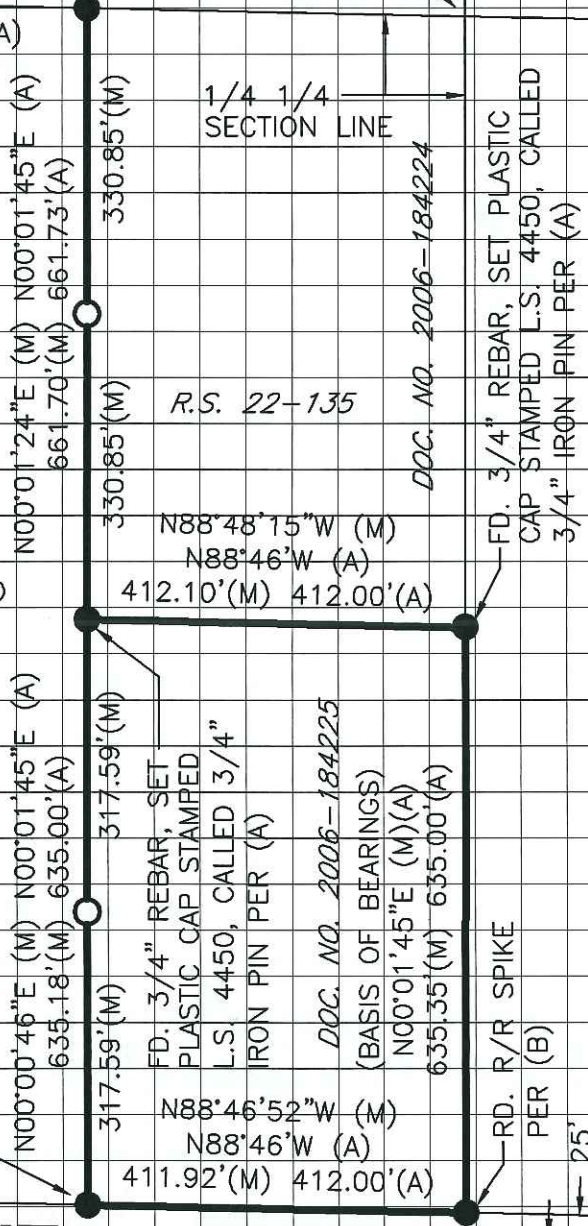 A)
N00°01'24"E (M) N00°01'45"E (A)
661.70'(M) 661.73'(A)
330.85'(M)
330.85'(M)
1/4 1/4
SECTION LINE
R.S. 22-135
DOC. NO. 2006-184224
FD. 3/4" REBAR, SET PLASTIC
CAP STAMPED L.S. 4450, CALLED
3/4" IRON PIN PER (A)
N88°48'15"W (M)
N88°46'W (A)
412.10'(M) 412.00'(A)
)
N00°00'46"E (M) N00°01'45"E (A)
635.18'(M) 635.00'(A)
317.59'(M)
317.59'(M)
FD. 3/4" REBAR, SET
PLASTIC CAP STAMPED
L.S. 4450, CALLED 3/4"
IRON PIN PER (A)
DOC. NO. 2006-184225
(BASIS OF BEARINGS)
N00°01'45"E (M)(A)
635.35'(M) 635.00'(A)
N88°46'52"W (M)
N88°46'W (A)
411.92'(M) 412.00'(A)
RD. R/R SPIKE
PER (B)
25'